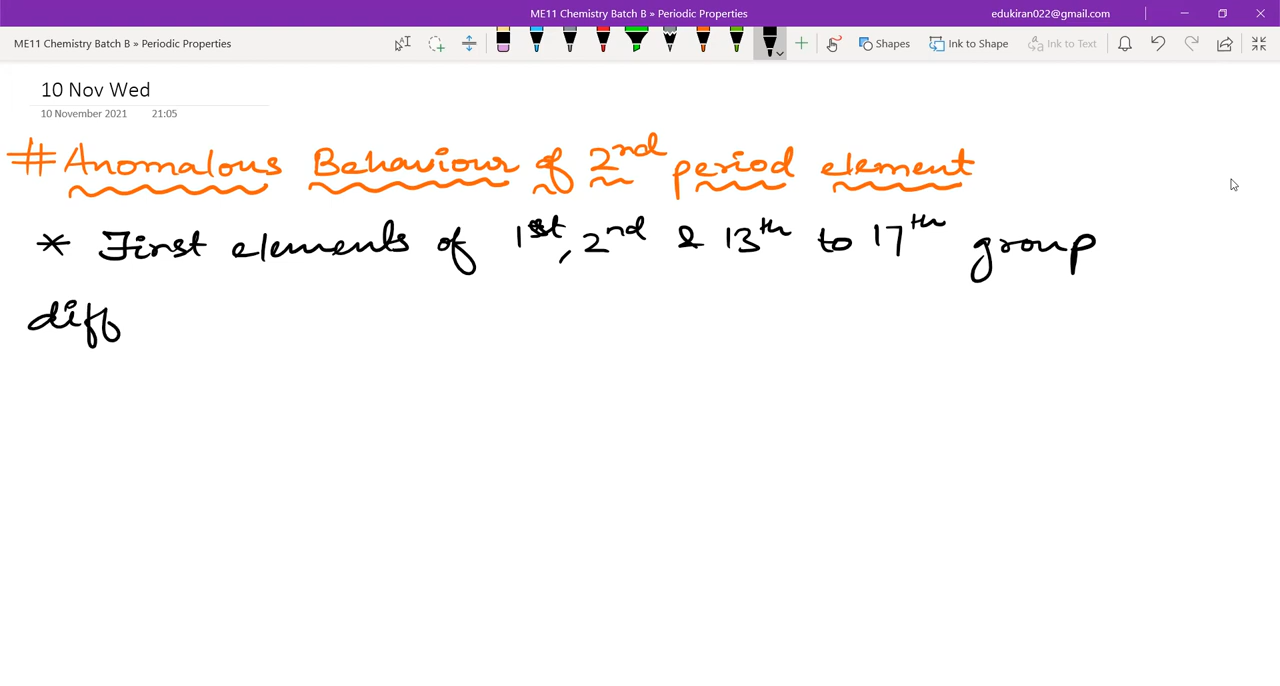 ME11 Chemistry Batch B » Periodic Properties
edukiran022@gmail.com
ME11 Chemistry Batch B » Periodic Properties
Shapes
Ink to Shape
Ink to Text
10 Nov Wed
10 November 2021 21:05
# Anomalous Behaviour of 2nd period element
* First elements of 1st, 2nd & 13th to 17th group
diff